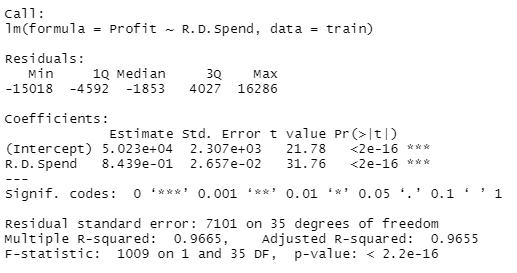 Call:
lm(formula = Profit ~ R.D.Spend, data = train)
Residuals:
Min 1Q Median 3Q Max
-15018 -4592 -1853 4027 16286
Coefficients:
Estimate Std. Error t value Pr(>|t|)
(Intercept) 5.023e+04 2.307e+03 21.78 <2e-16 ***
R.D.Spend 8.439e-01 2.657e-02 31.76 <2e-16 ***
---
Signif. codes: 0 ‘***’ 0.001 ‘**’ 0.01 ‘*’ 0.05 ‘.’ 0.1 ‘ ’ 1
Residual standard error: 7101 on 35 degrees of freedom
Multiple R-squared: 0.9665, Adjusted R-squared: 0.9655
F-statistic: 1009 on 1 and 35 DF, p-value: < 2.2e-16